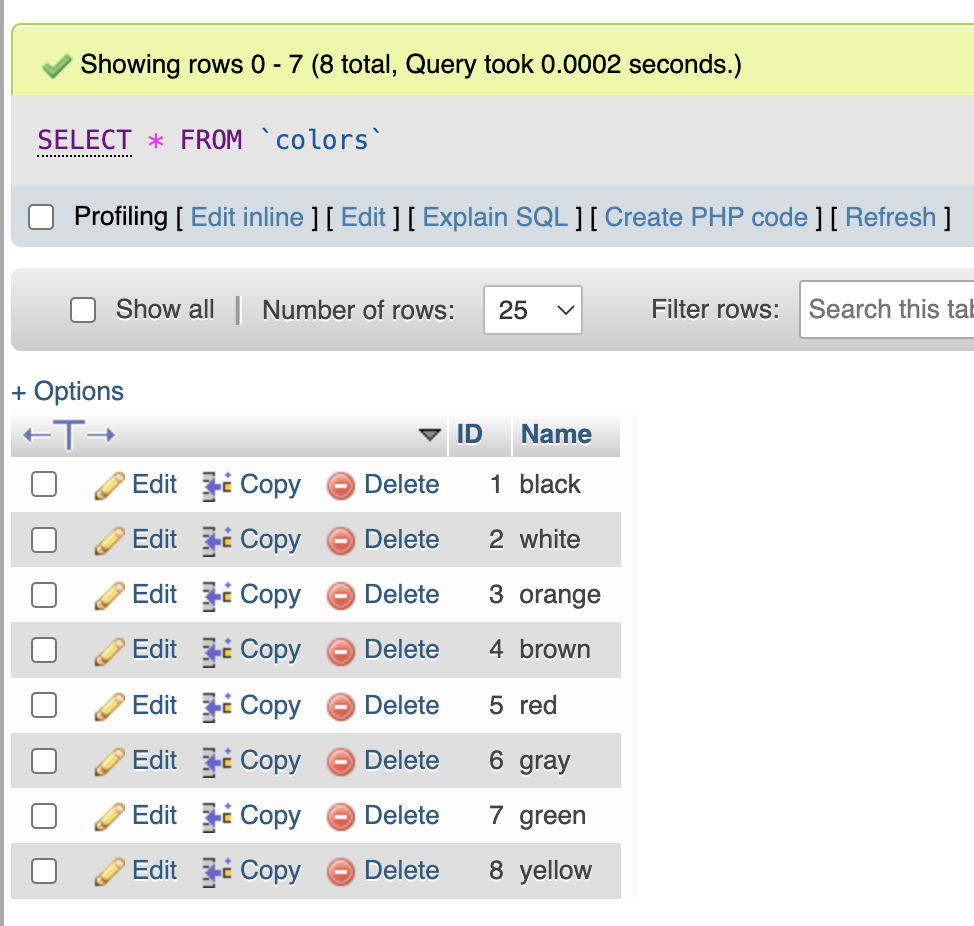 Showing rows 0 - 7 (8 total, Query took 0.0002 seconds.)
SELECT * FROM `colors`
Profiling [ Edit inline ] [ Edit ] [ Explain SQL ] [ Create PHP code ] [ Refresh ]
Show all | Number of rows: 25 Filter rows: Search this tab
+ Options
←T→ ID Name
Edit Copy Delete 1 black
Edit Copy Delete 2 white
Edit Copy Delete 3 orange
Edit Copy Delete 4 brown
Edit Copy Delete 5 red
Edit Copy Delete 6 gray
Edit Copy Delete 7 green
Edit Copy Delete 8 yellow